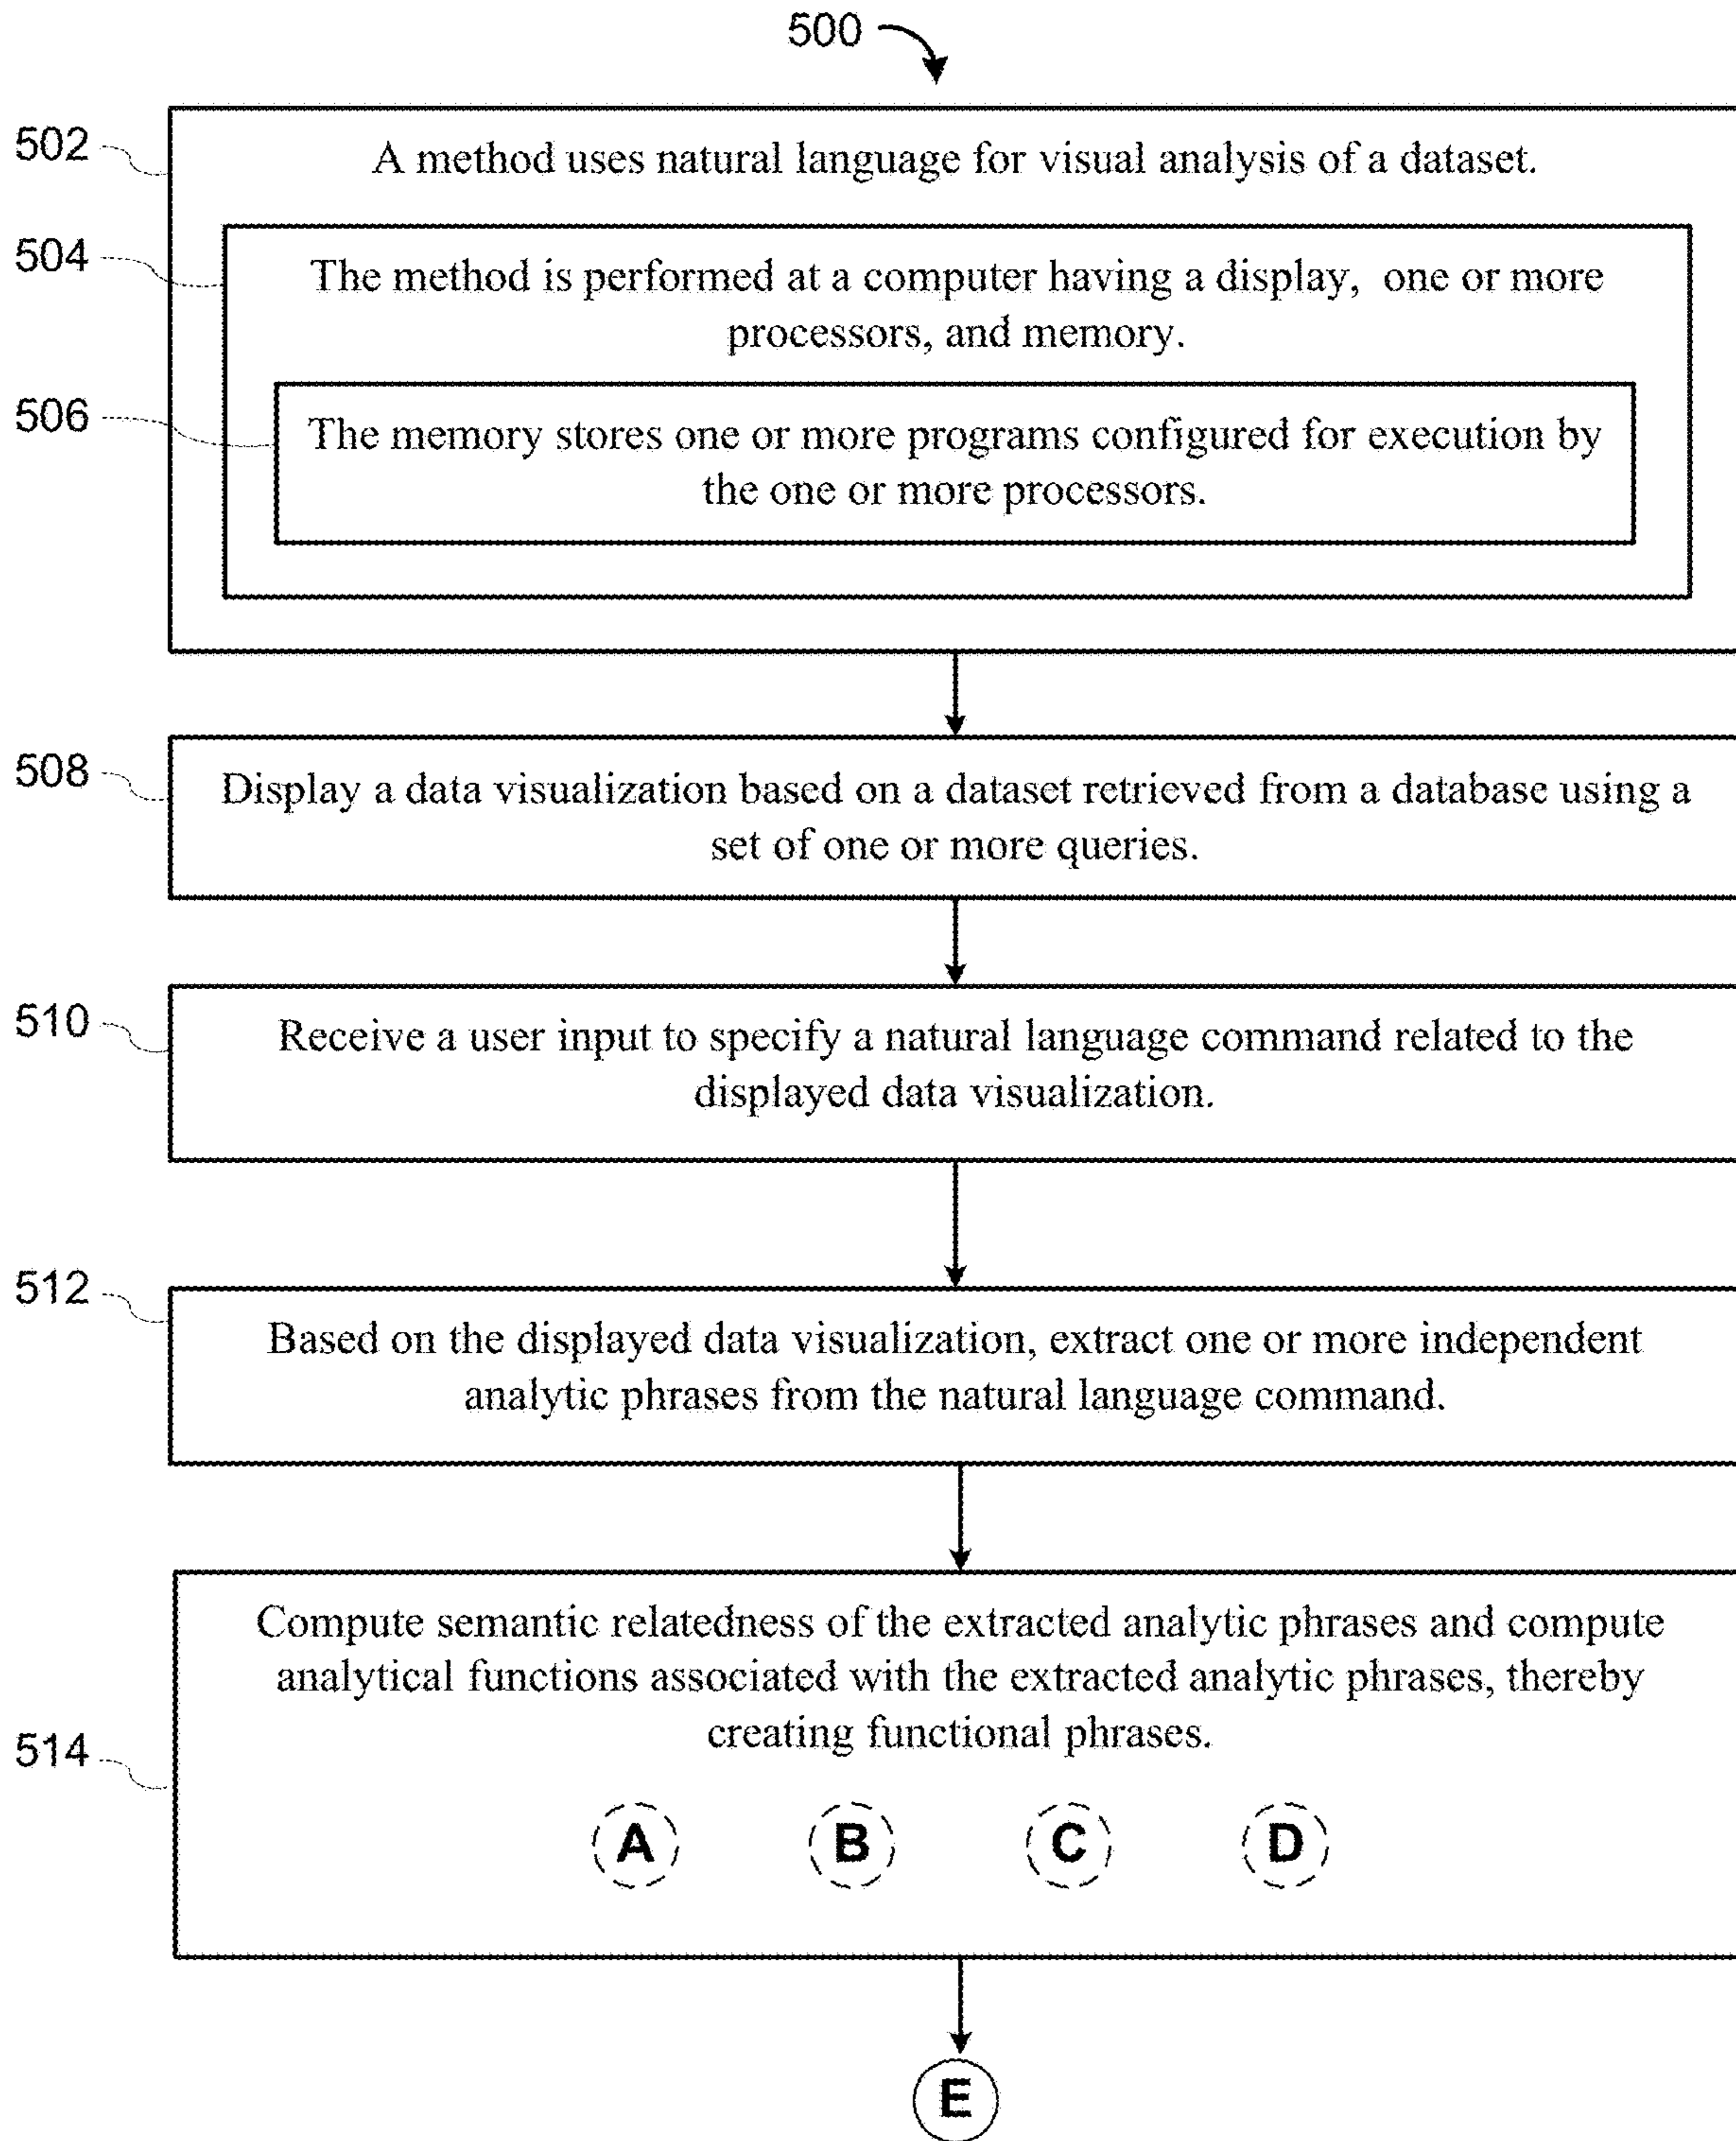 500
502
A method uses natural language for visual analysis of a dataset.
504
The method is performed at a computer having a display, one or more
processors, and memory.
506
The memory stores one or more programs configured for execution by
the one or more processors.
508
Display a data visualization based on a dataset retrieved from a database using a
set of one or more queries.
510
Receive a user input to specify a natural language command related to the
displayed data visualization.
512
Based on the displayed data visualization, extract one or more independent
analytic phrases from the natural language command.
514
Compute semantic relatedness of the extracted analytic phrases and compute
analytical functions associated with the extracted analytic phrases, thereby
creating functional phrases.
A B C D
E